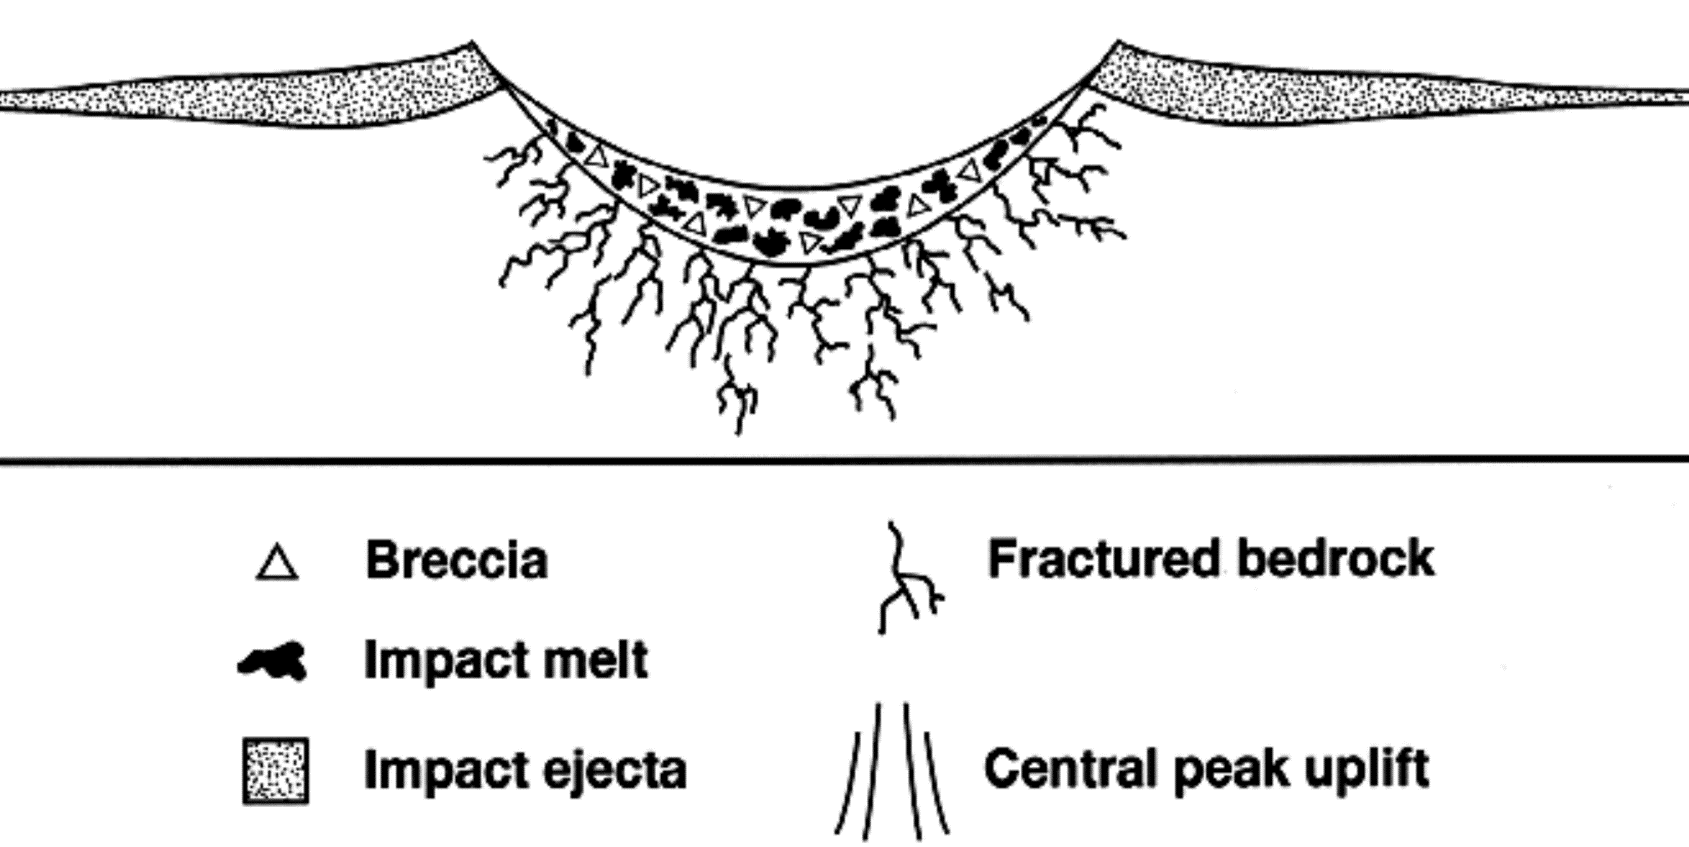 Breccia
Fractured bedrock
Impact melt
Impact ejecta
Central peak uplift